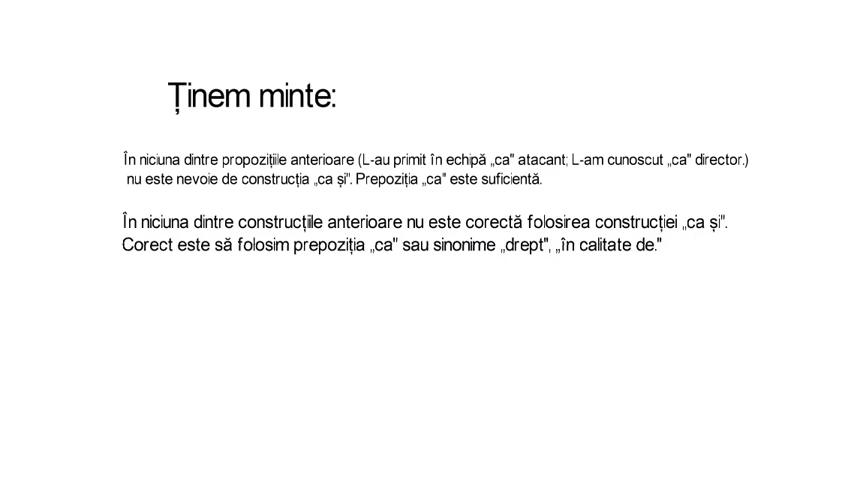 Ținem minte:
În niciuna dintre propozițiile anterioare (L-au primit în echipă „ca" atacant; L-am cunoscut „ca" director.)
nu este nevoie de construcția „ca și". Prepoziția „ca" este suficientă.
În niciuna dintre construcțiile anterioare nu este corectă folosirea construcției „ca și".
Corect este să folosim prepoziția „ca" sau sinonime „drept", „în calitate de."